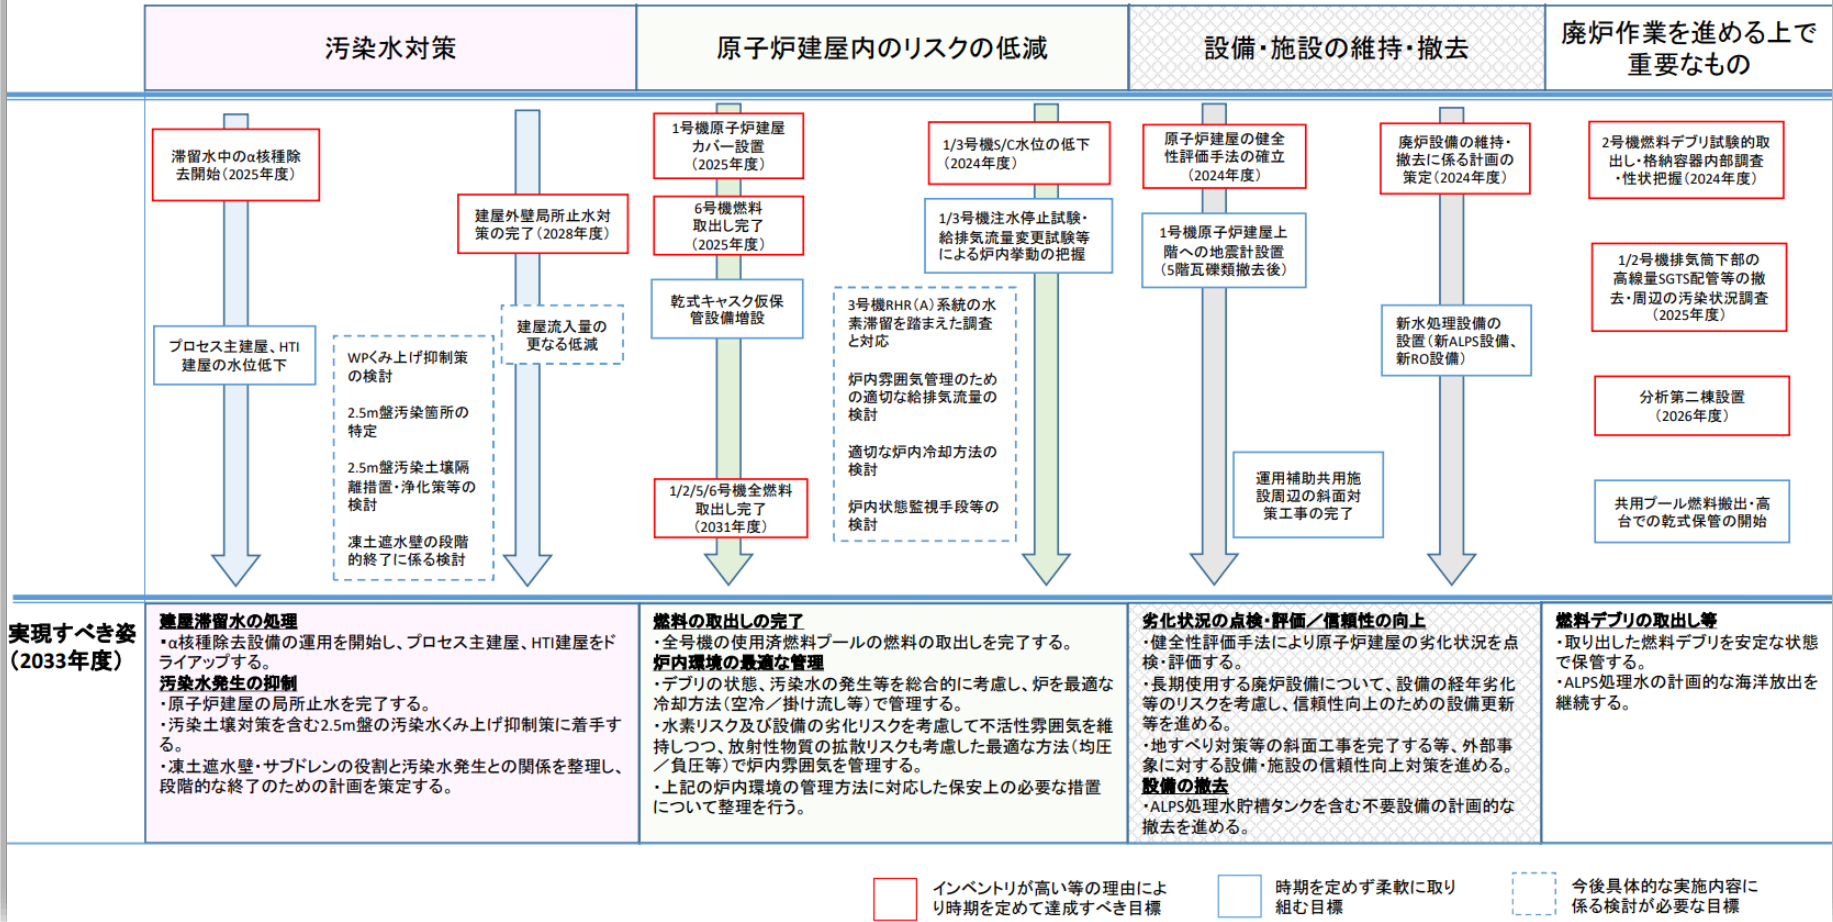 汚染水対策
原子炉建屋内のリスクの低減
設備・施設の維持・撤去
廃炉作業を進める上で
重要なもの
滞留水中のα核種除
去開始(2025年度)
プロセス主建屋、HTI
建屋の水位低下
WPくみ上げ抑制策
の検討
2.5m盤汚染箇所の
特定
2.5m盤汚染土壌隔
離措置・浄化策等の
検討
凍土遮水壁の段階
的終了に係る検討
建屋外壁局所止水対
策の完了(2028年度)
建屋流入量の
更なる低減
1号機原子炉建屋
カバー設置
(2025年度)
6号機燃料
取出し完了
(2025年度)
乾式キャスク仮保
管設備増設
1/2/5/6号機全燃料
取出し完了
(2031年度)
1/3号機S/C水位の低下
(2024年度)
1/3号機注水停止試験・
給排気流量変更試験等
による炉内挙動の把握
3号機RHR(A)系統の水
素滞留を踏まえた調査
と対応
炉内雰囲気管理のため
の適切な給排気流量の
検討
適切な炉内冷却方法の
検討
炉内状態監視手段等の
検討
原子炉建屋の健全
性評価手法の確立
(2024年度)
1号機原子炉建屋上
階への地震計設置
(5階瓦礫類撤去後)
運用補助共用施
設周辺の斜面対
策工事の完了
廃炉設備の維持・
撤去に係る計画の
策定(2024年度)
新水処理設備の
設置(新ALPS設備、
新RO設備)
2号機燃料デブリ試験的取
出し・格納容器内部調査
・性状把握(2024年度)
1/2号機排気筒下部の
高線量SGTS配管等の撤
去・周辺の汚染状況調査
(2025年度)
分析第二棟設置
(2026年度)
共用プール燃料搬出・高
台での乾式保管の開始
実現すべき姿
(2033年度)
建屋滞留水の処理
・α核種除去設備の運用を開始し、プロセス主建屋、HTI建屋をド
ライアップする。
汚染水発生の抑制
・原子炉建屋の局所止水を完了する。
・汚染土壌対策を含む2.5m盤の汚染水くみ上げ抑制策に着手す
る。
・凍土遮水壁・サブドレンの役割と汚染水発生との関係を整理し、
段階的な終了のための計画を策定する。
燃料の取出しの完了
・全号機の使用済燃料プールの燃料の取出しを完了する。
炉内環境の最適な管理
・デブリの状態、汚染水の発生等を総合的に考慮し、炉を最適な
冷却方法(空冷/掛け流し等)で管理する。
・水素リスク及び設備の劣化リスクを考慮して不活性雰囲気を維
持しつつ、放射性物質の拡散リスクも考慮した最適な方法(均圧
/負圧等)で炉内雰囲気を管理する。
・上記の炉内環境の管理方法に対応した保安上の必要な措置
について整理を行う。
劣化状況の点検・評価/信頼性の向上
・健全性評価手法により原子炉建屋の劣化状況を点
検・評価する。
・長期使用する廃炉設備について、設備の経年劣化
等のリスクを考慮し、信頼性向上のための設備更新
等を進める。
・地すべり対策等の斜面工事を完了する等、外部事
象に対する設備・施設の信頼性向上対策を進める。
設備の撤去
・ALPS処理水貯槽タンクを含む不要設備の計画的な
撤去を進める。
燃料デブリの取出し等
・取り出した燃料デブリを安定な状態
で保管する。
・ALPS処理水の計画的な海洋放出を
継続する。
インベントリが高い等の理由によ
り時期を定めて達成すべき目標
時期を定めず柔軟に取り
組む目標
今後具体的な実施内容に
係る検討が必要な目標